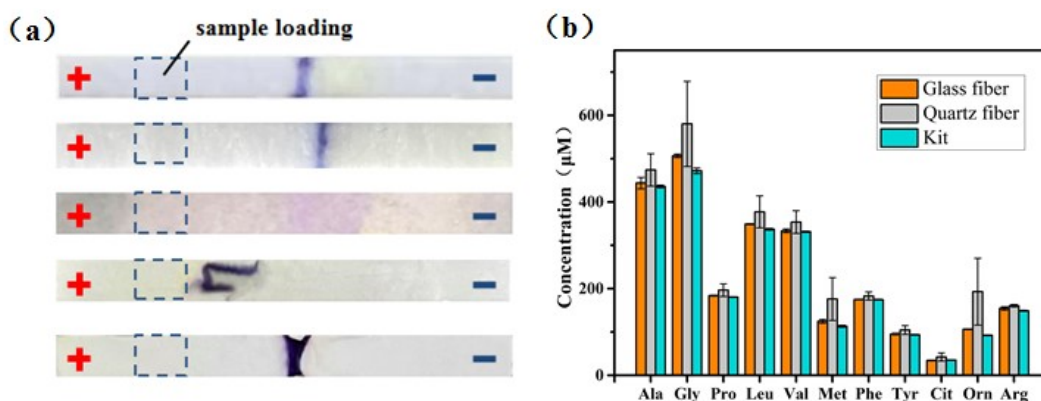 (a)
sample loading
+ −
+ −
+ −
+ −
+ −
(b)
Concentration (μM)
600
400
200
0
Glass fiber
Quartz fiber
Kit
Ala Gly Pro Leu Val Met Phe Tyr Cit Orn Arg